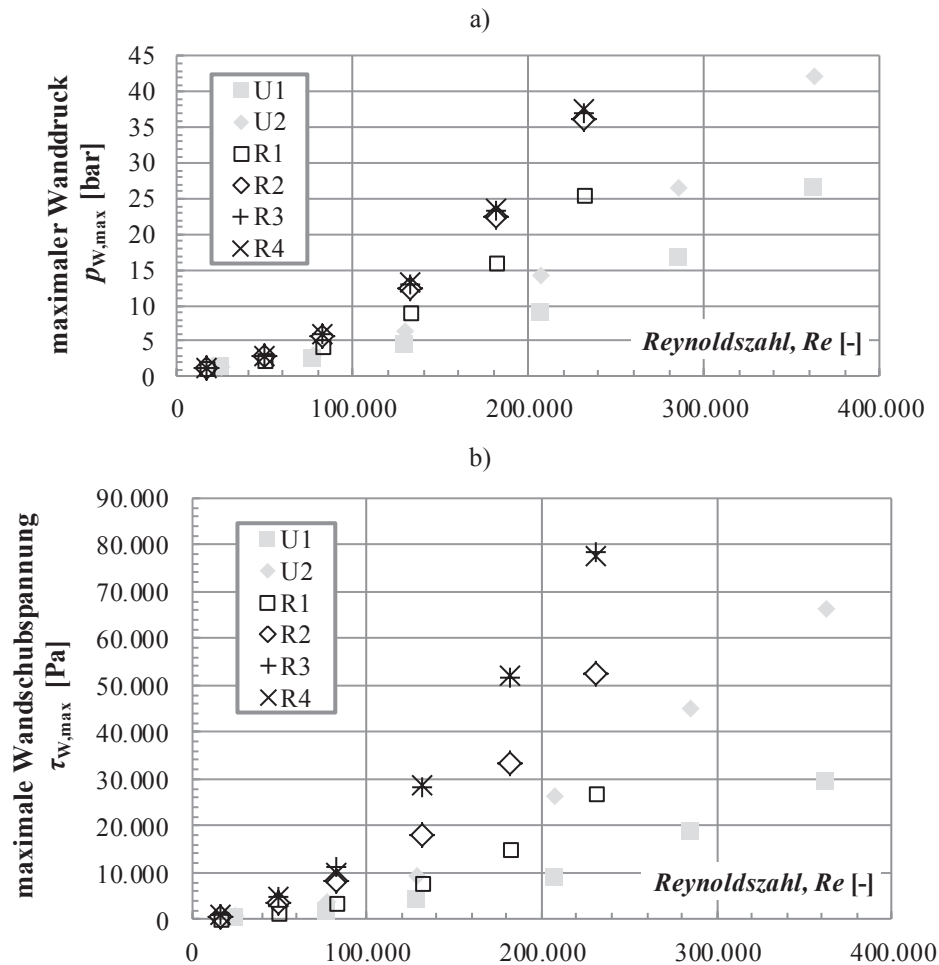 a)
maximaler Wanddruck
p_W,max [bar]
45
40
35
30
25
20
15
10
5
0
U1
U2
R1
R2
R3
R4
Reynoldszahl, Re [-]
0 100.000 200.000 300.000 400.000
b)
maximale Wandschubspannung
τ_W,max [Pa]
90.000
80.000
70.000
60.000
50.000
40.000
30.000
20.000
10.000
0
U1
U2
R1
R2
R3
R4
Reynoldszahl, Re [-]
0 100.000 200.000 300.000 400.000